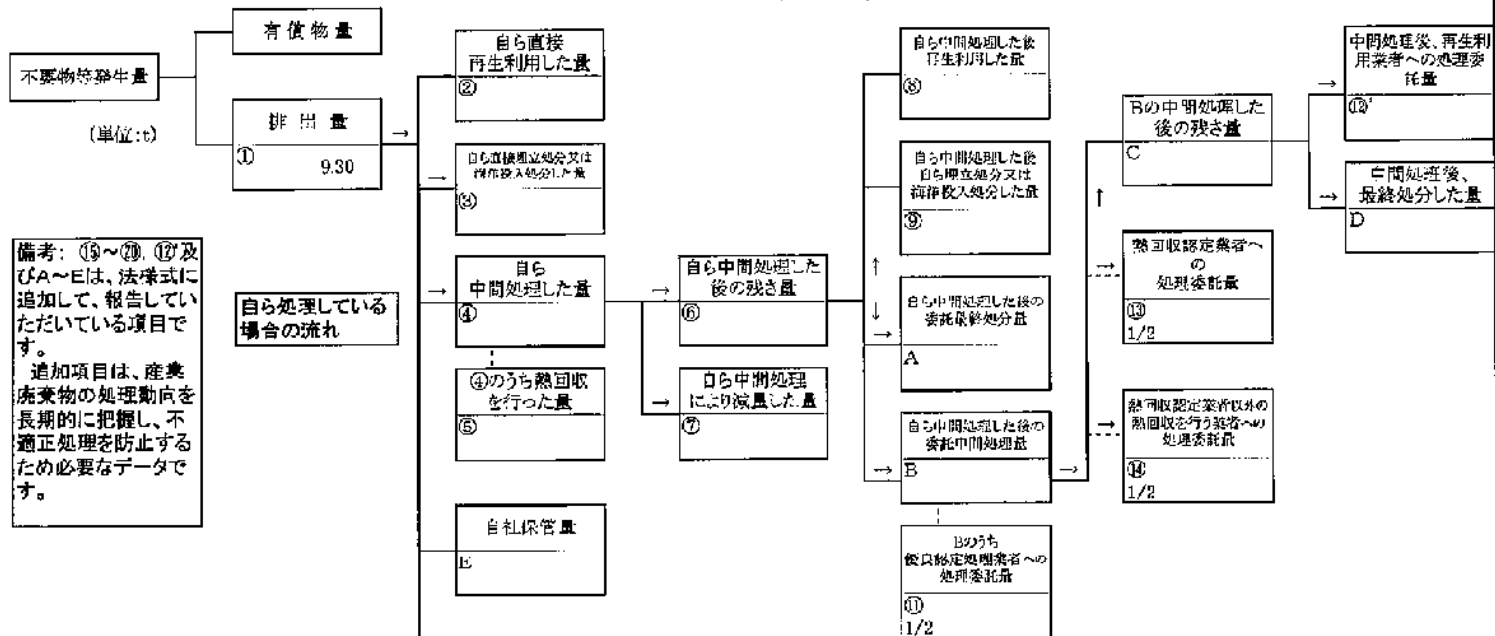 有償物量
不要物等発生量
(単位:t)
排出量
①
9.30
備考: ⑮～⑳, ⑫'及
びA～Eは、法様式に
追加して、報告してい
ただいている項目で
す。
追加項目は、産業
廃棄物の処理動向を
長期的に把握し、不
適正処理を防止する
ため必要なデータで
す。
自ら処理している
場合の流れ
→
自ら直接
再生利用した量
②
→
自ら直接埋立処分又は
海洋投入処分した量
③
→
自ら
中間処理した量
④
④のうち熱回収
を行った量
⑤
自社保管量
E
→
自ら中間処理した
後の残さ量
⑥
→
自ら中間処理
により減量した量
⑦
自ら中間処理した後
再生利用した量
⑧
自ら中間処理した後
自ら埋立処分又は
海洋投入処分した量
⑨
↑
↓
→
自ら中間処理した後の
委託最終処分量
A
→
自ら中間処理した後の
委託中間処理量
B
Bのうち
優良認定処理業者への
処理委託量
⑪
1/2
→
↑
Bの中間処理した
後の残さ量
C
→
熱回収認定業者へ
の
処理委託量
⑬
1/2
→
熱回収認定業者以外の
熱回収を行う業者への
処理委託量
⑭
1/2
→
中間処理後、再生利
用業者への処理委
託量
⑫'
→
中間処理後、
最終処分した量
D